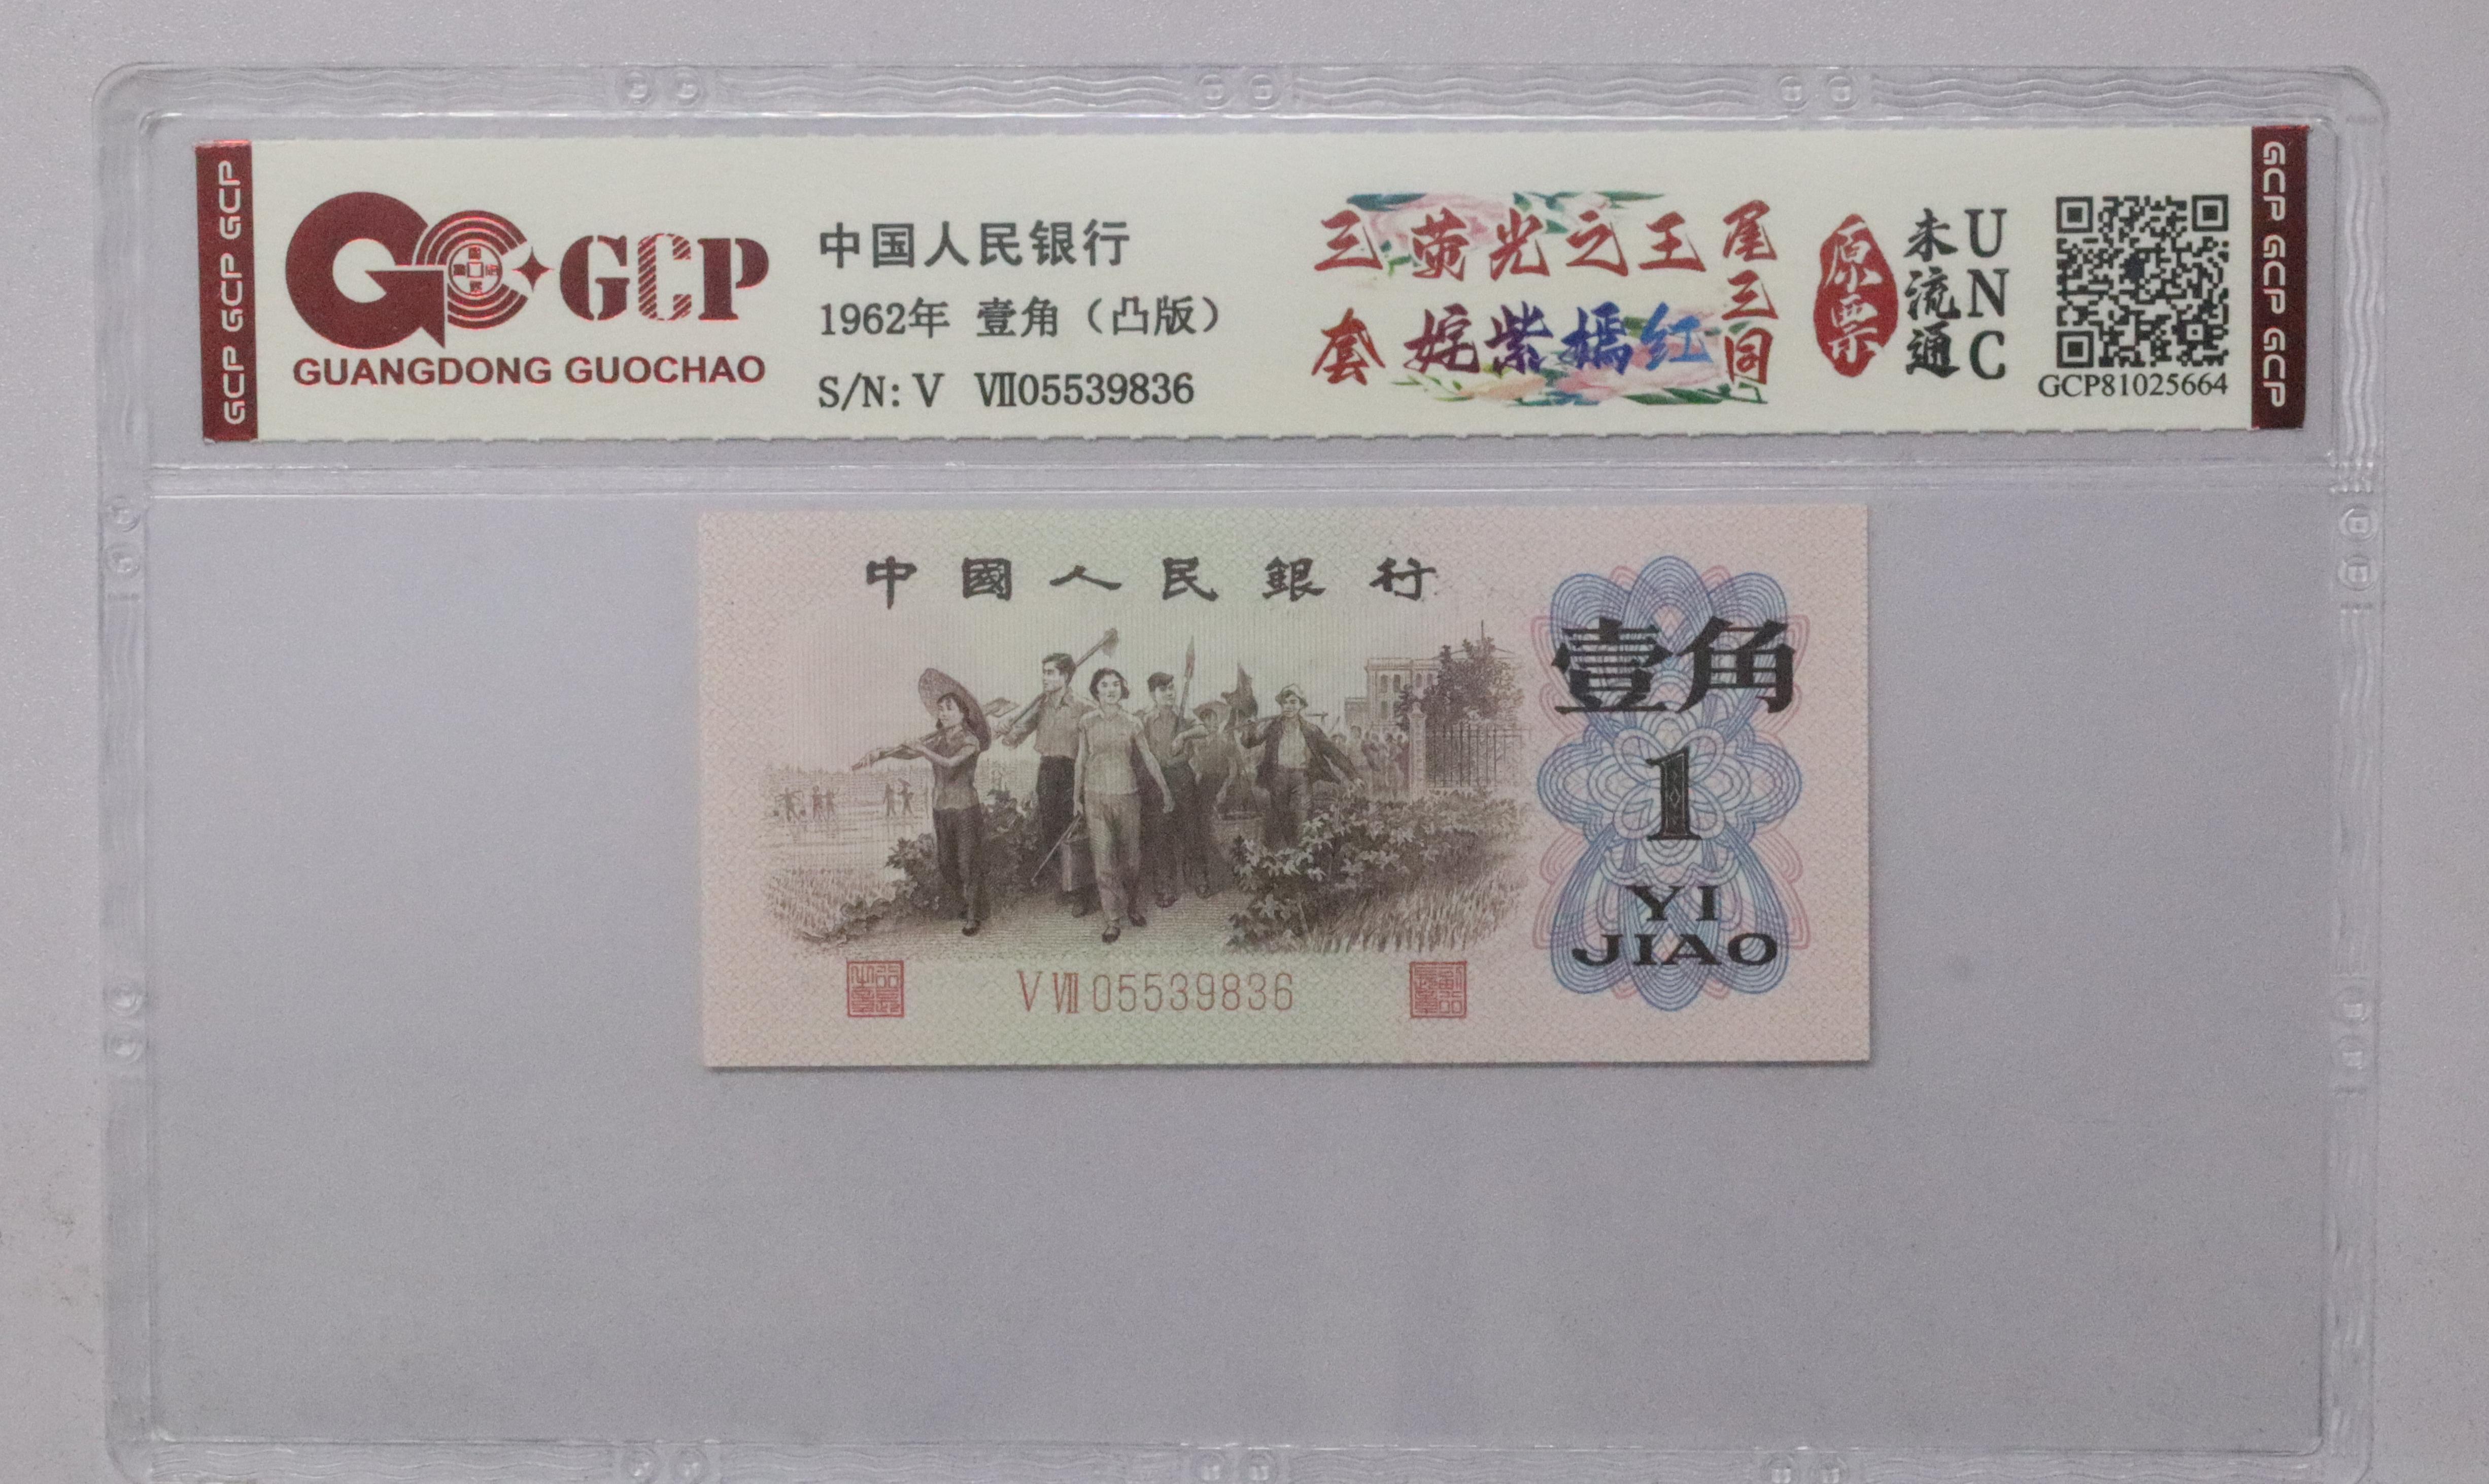 GCP GCP GCP
GCP
GUANGDONG GUOCHAO
中国人民银行
1962年 壹角（凸版）
S/N: V Ⅶ05539836
三套
荧光之王
姹紫嫣红
尾三同
原票
未流通
UNC
GCP81025664
GCP GCP GCP
中國人民銀行
壹角
1
YI
JIAO
V Ⅶ 05539836